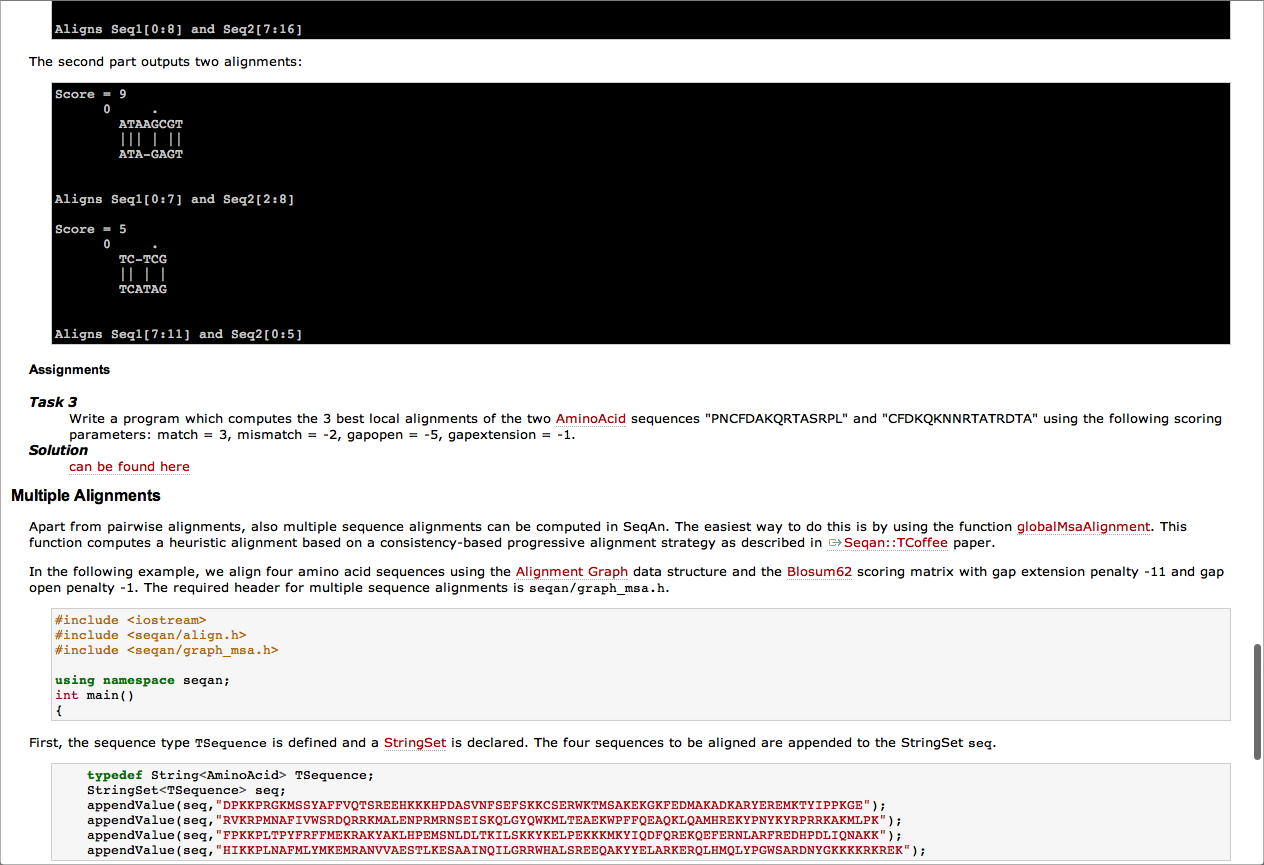 Aligns Seq1[0:8] and Seq2[7:16]
The second part outputs two alignments:
Score = 9
0 .
ATAAGCGT
||| | ||
ATA-GAGT
Aligns Seq1[0:7] and Seq2[2:8]
Score = 5
0 .
TC-TCG
|| | |
TCATAG
Aligns Seq1[7:11] and Seq2[0:5]
Assignments
Task 3
Write a program which computes the 3 best local alignments of the two AminoAcid sequences "PNCFDAKQRTASRPL" and "CFDKQKNNRTATRDTA" using the following scoring
parameters: match = 3, mismatch = -2, gapopen = -5, gapextension = -1.
Solution
can be found here
Multiple Alignments
Apart from pairwise alignments, also multiple sequence alignments can be computed in SeqAn. The easiest way to do this is by using the function globalMsaAlignment. This
function computes a heuristic alignment based on a consistency-based progressive alignment strategy as described in Seqan::TCoffee paper.
In the following example, we align four amino acid sequences using the Alignment Graph data structure and the Blosum62 scoring matrix with gap extension penalty -11 and gap
open penalty -1. The required header for multiple sequence alignments is seqan/graph_msa.h.
#include <iostream>
#include <seqan/align.h>
#include <seqan/graph_msa.h>
using namespace seqan;
int main()
{
First, the sequence type TSequence is defined and a StringSet is declared. The four sequences to be aligned are appended to the StringSet seq.
typedef String<AminoAcid> TSequence;
StringSet<TSequence> seq;
appendValue(seq,"DPKKPRGKMSSYAFFVQTSREEHKKKHPDASVNFSEFSKKCSERWKTMSAKEKGKFEDMAKADKARYEREMKTYIPPKGE");
appendValue(seq,"RVKRPMNAFIVWSRDQRRKMALENPRMRNSEISKQLGYQWKMLTEAEKWPFFQEAQKLQAMHREKYPNYKYRPRRKAKMLPK");
appendValue(seq,"FPKKPLTPYFRFFMEKRAKYAKLHPEMSNLDLTKILSKKYKELPEKKKMKYIQDFQREKQEFERNLARFREDHPDLIQNAKK");
appendValue(seq,"HIKKPLNAFMLYMKEMRANVVAESTLKESAAINQILGRRWHALSREEQAKYYELARKERQLHMQLYPGWSARDNYGKKKKRKREK");